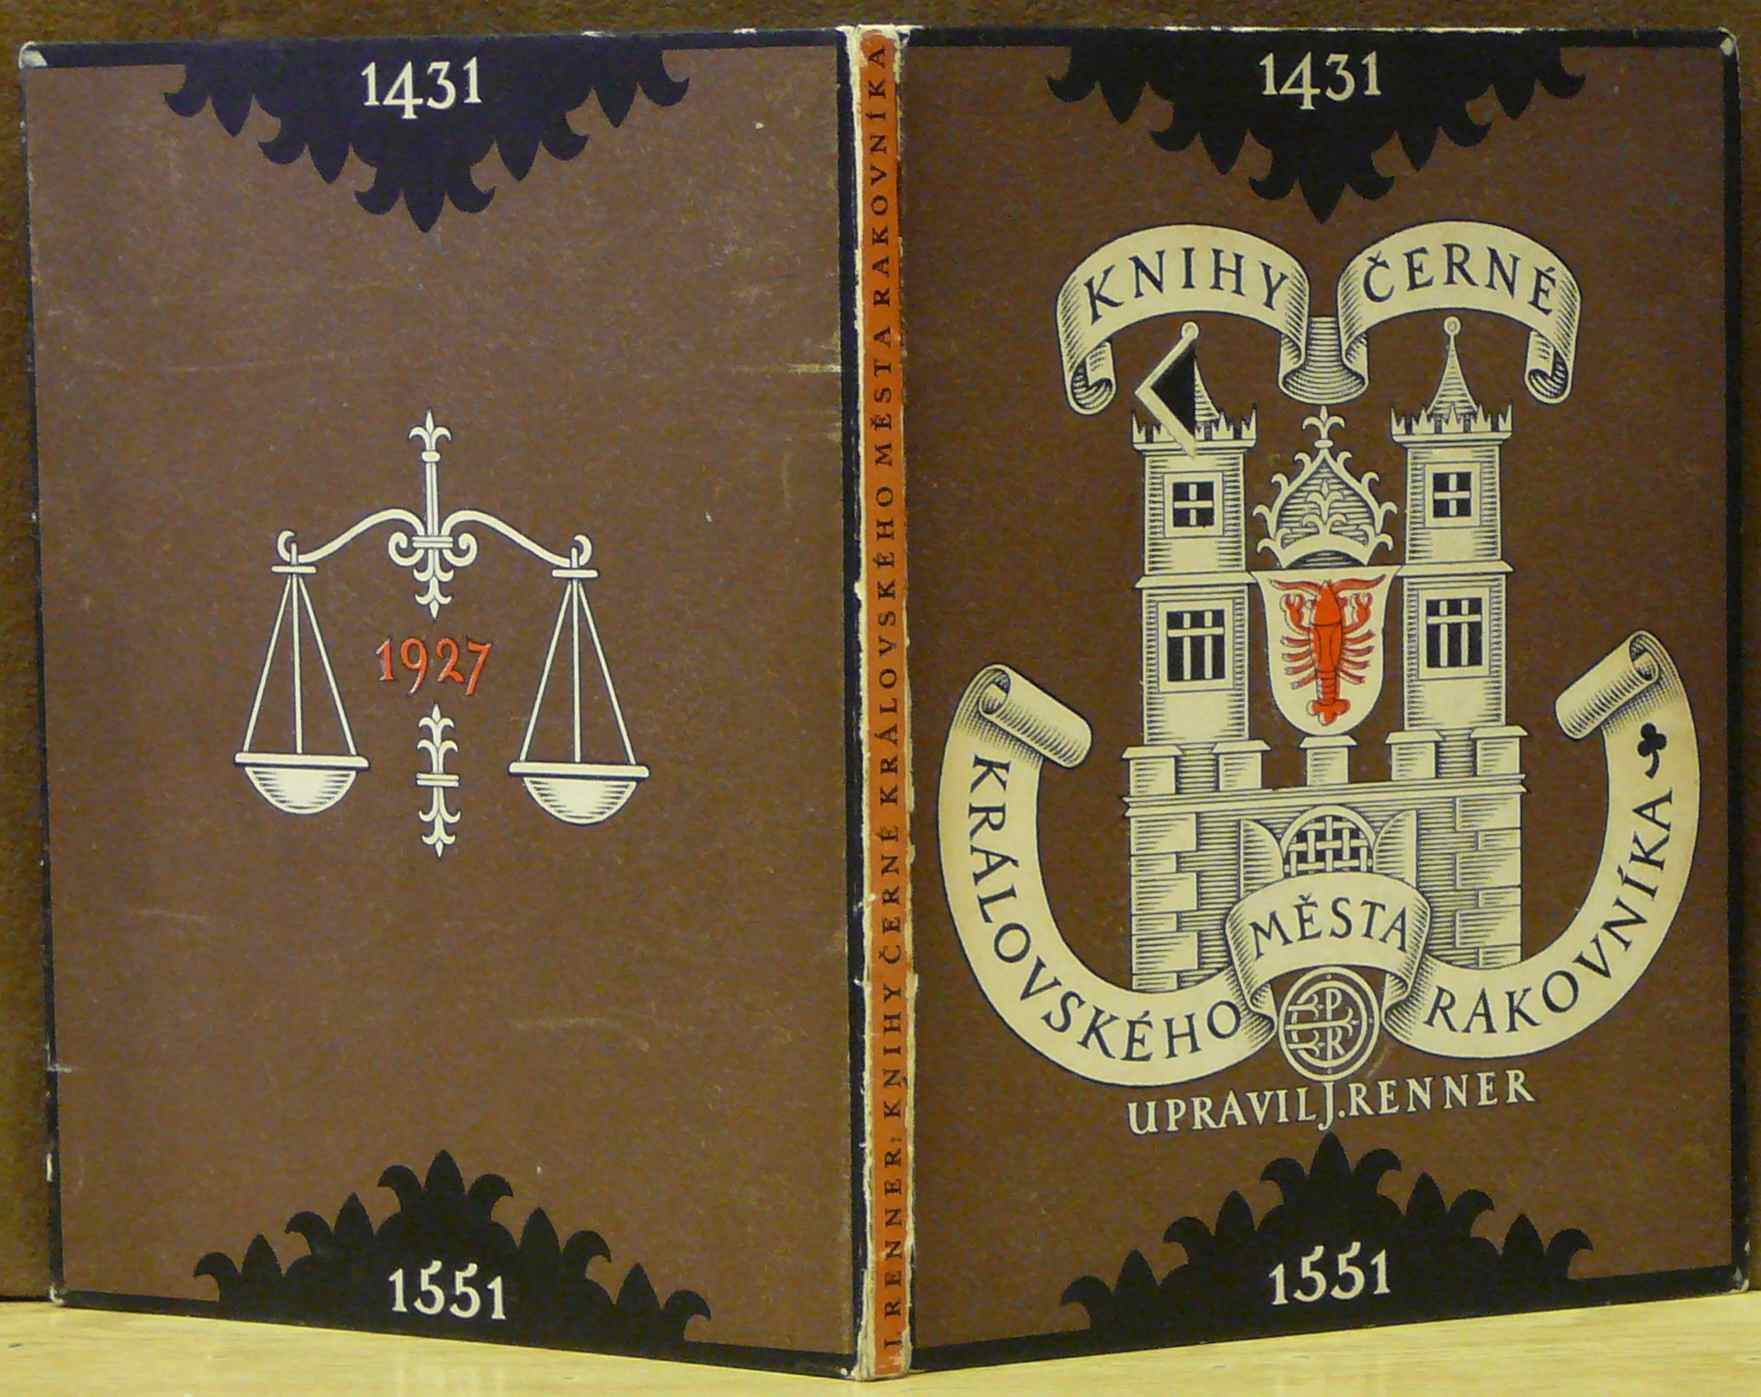 1431
1927
1551
J. RENNER: KNIHY ČERNÉ KRÁLOVSKÉHO MĚSTA RAKOVNÍKA
1431
KNIHY ČERNÉ
KRÁLOVSKÉHO MĚSTA RAKOVNÍKA
UPRAVIL J. RENNER
1551